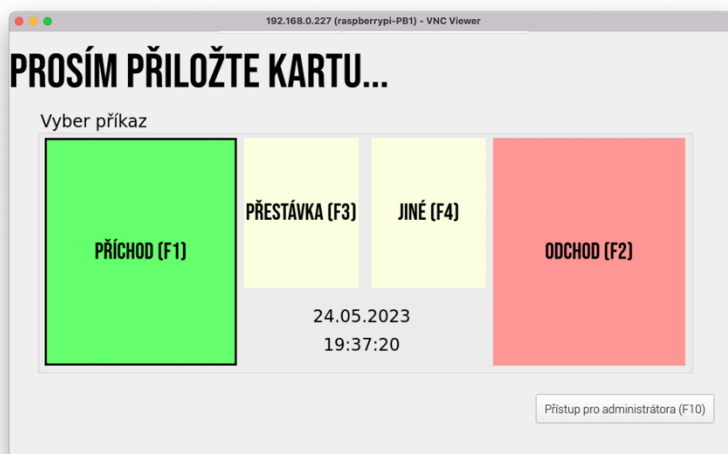 192.168.0.227 (raspberrypi-PB1) - VNC Viewer
PROSÍM PŘILOŽTE KARTU...
Vyber příkaz
PŘÍCHOD (F1)
PŘESTÁVKA (F3)
JINÉ (F4)
ODCHOD (F2)
24.05.2023
19:37:20
Přístup pro administrátora (F10)